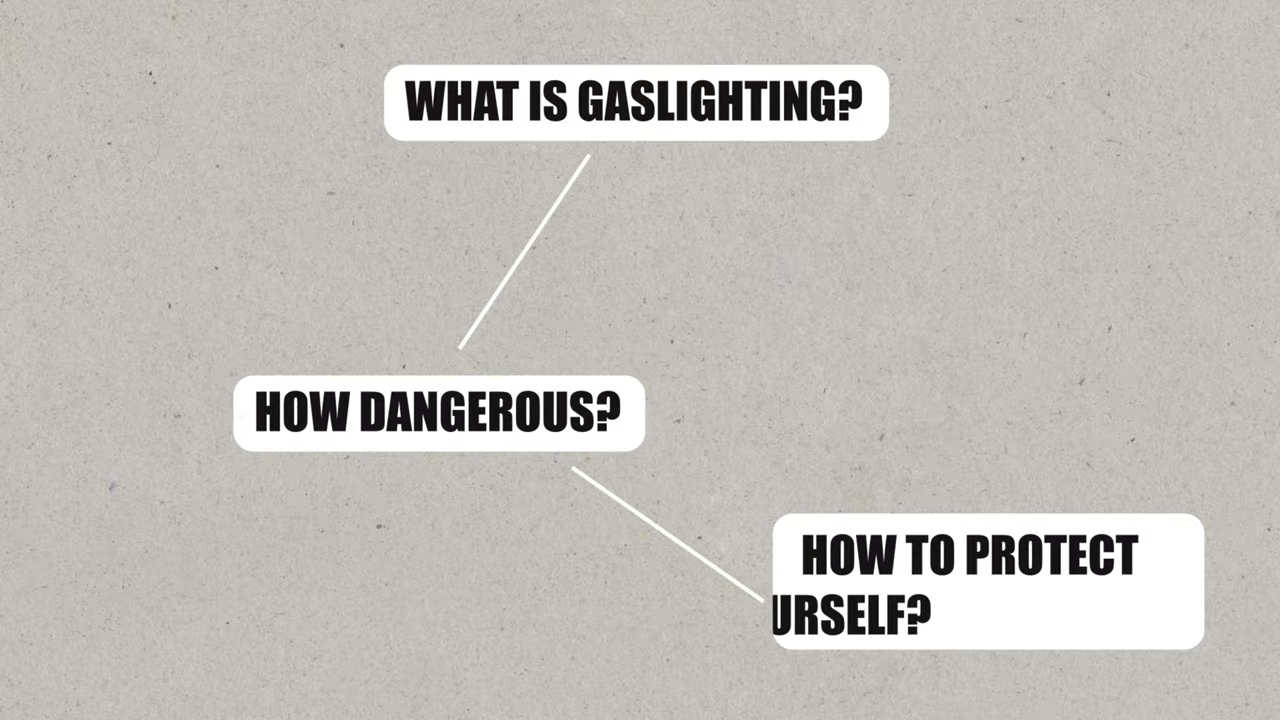 WHAT IS GASLIGHTING?
HOW DANGEROUS?
HOW TO PROTECT
URSELF?